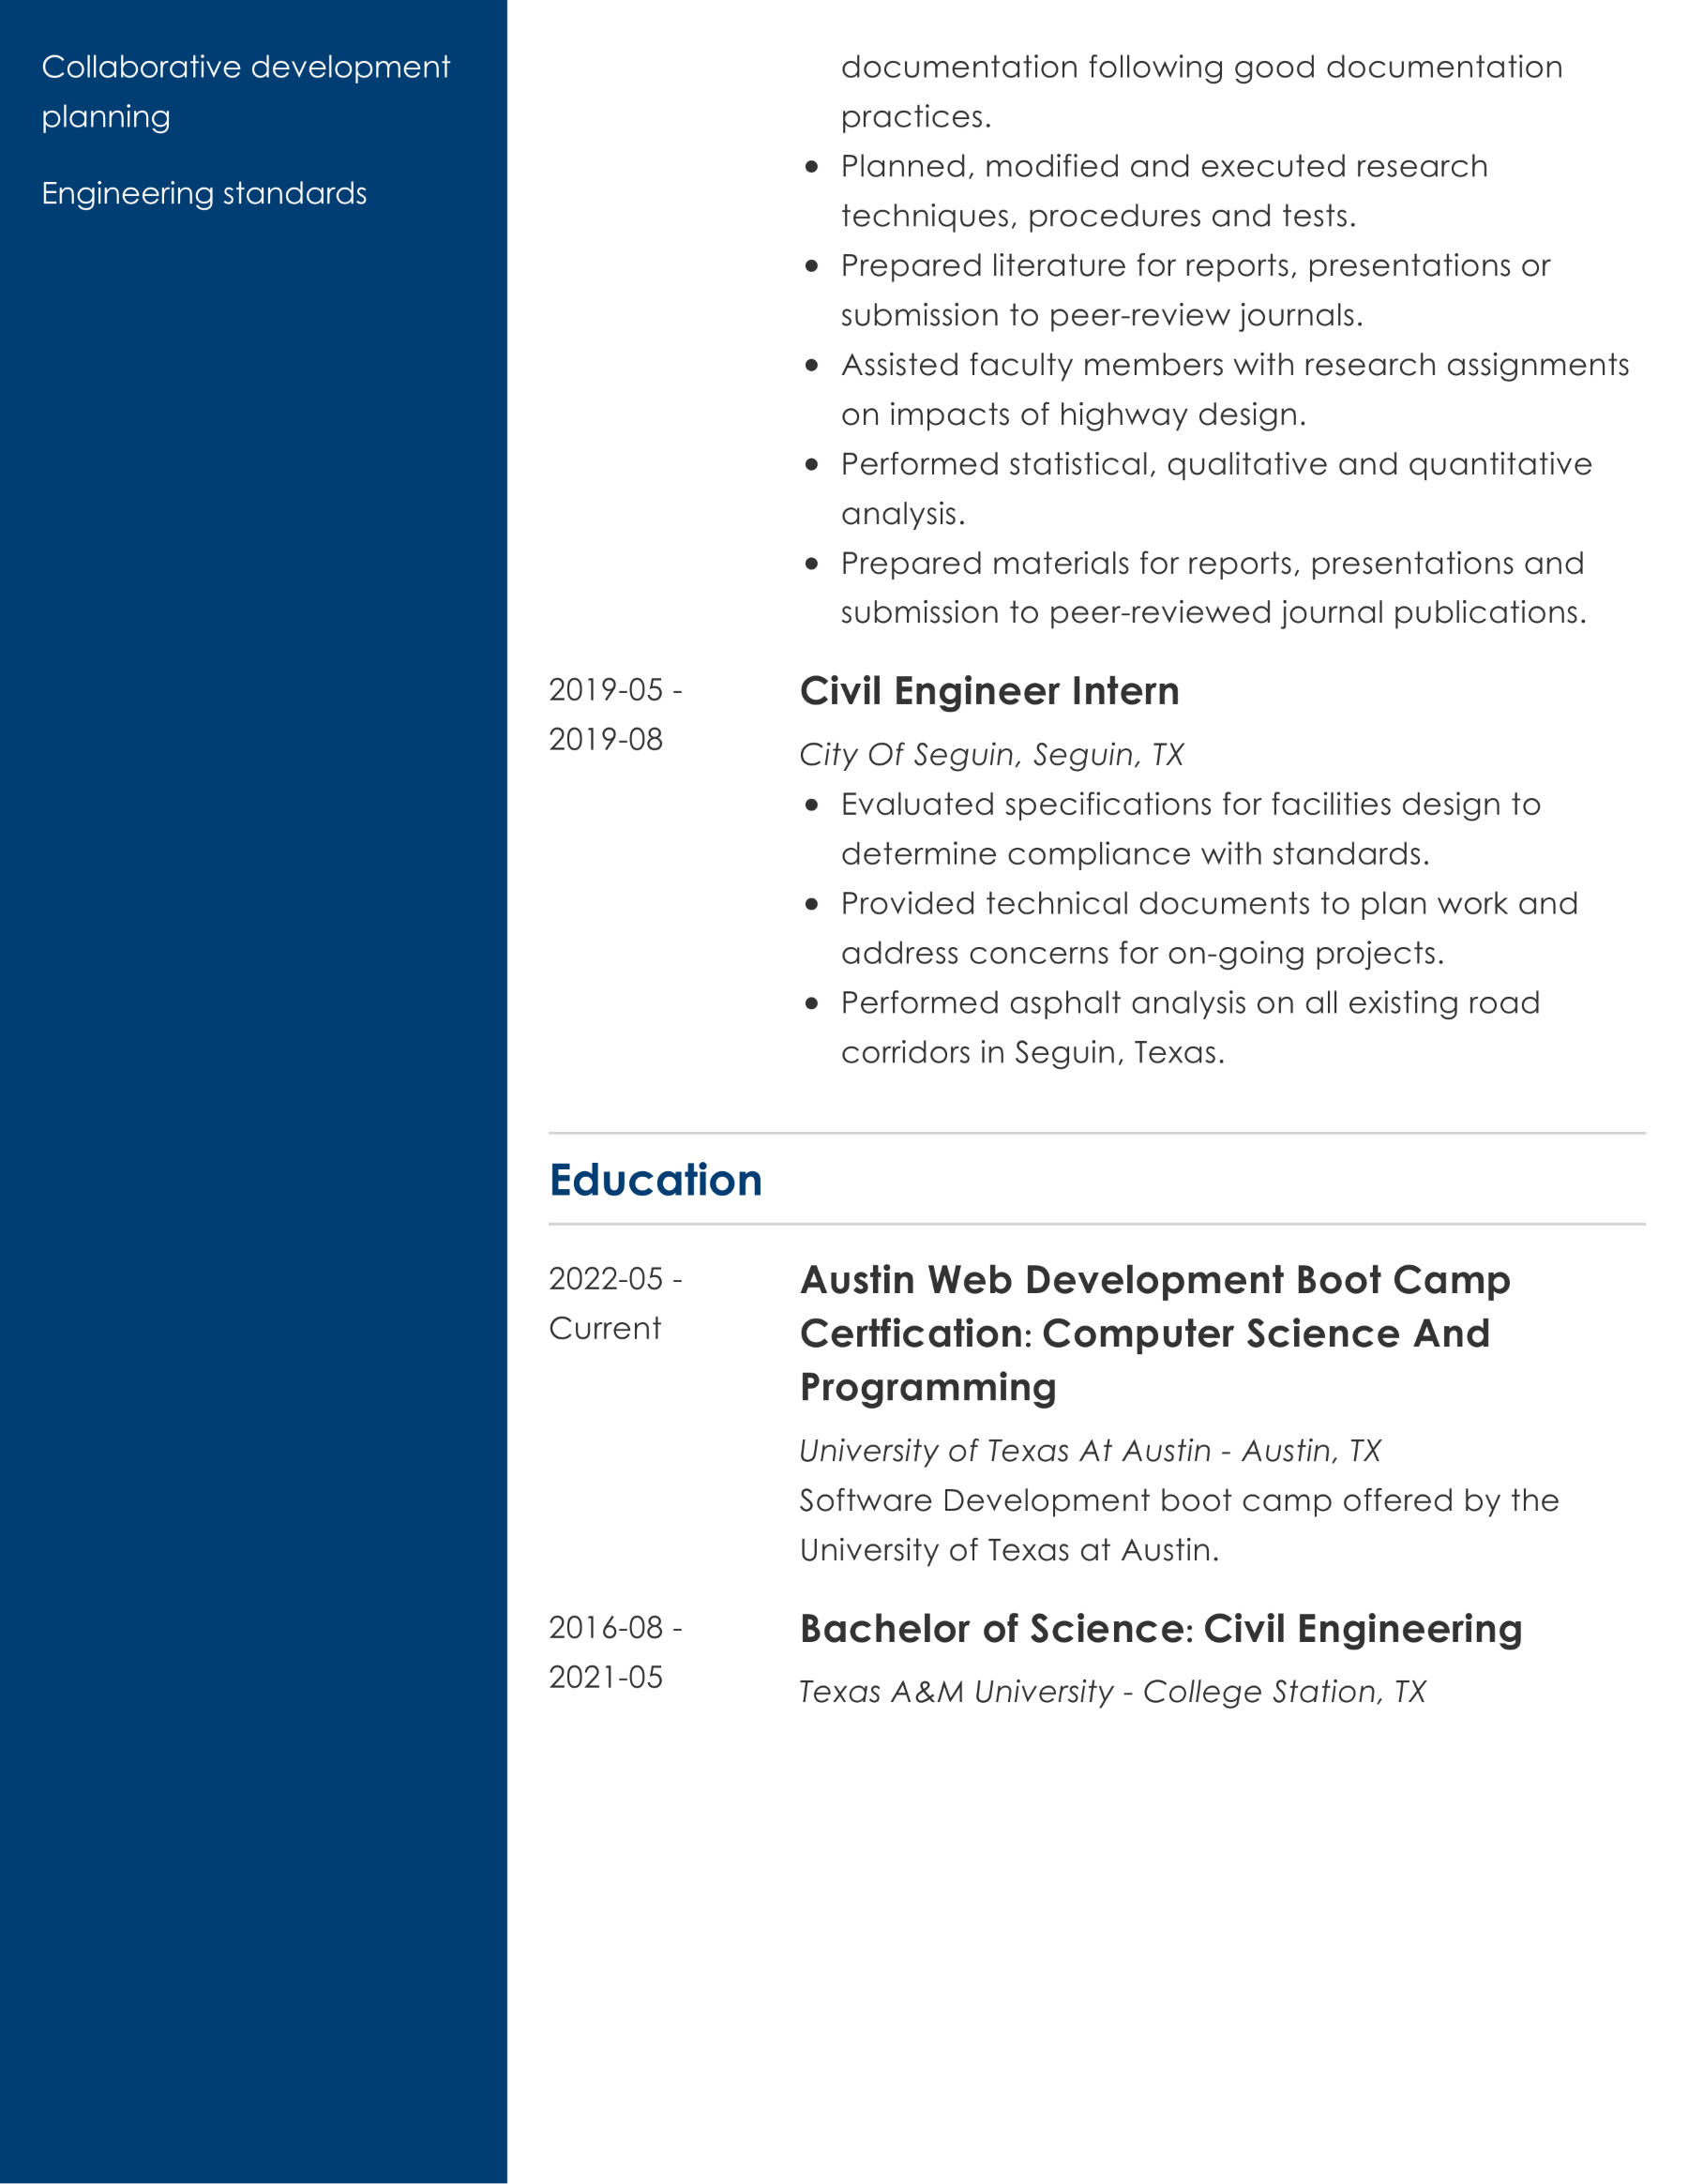 Collaborative development
planning
Engineering standards
documentation following good documentation
practices.
• Planned, modified and executed research
techniques, procedures and tests.
• Prepared literature for reports, presentations or
submission to peer-review journals.
• Assisted faculty members with research assignments
on impacts of highway design.
• Performed statistical, qualitative and quantitative
analysis.
• Prepared materials for reports, presentations and
submission to peer-reviewed journal publications.
2019-05 -
2019-08
Civil Engineer Intern
City Of Seguin, Seguin, TX
• Evaluated specifications for facilities design to
determine compliance with standards.
• Provided technical documents to plan work and
address concerns for on-going projects.
• Performed asphalt analysis on all existing road
corridors in Seguin, Texas.
Education
2022-05 -
Current
Austin Web Development Boot Camp
Certfication: Computer Science And
Programming
University of Texas At Austin - Austin, TX
Software Development boot camp offered by the
University of Texas at Austin.
2016-08 -
2021-05
Bachelor of Science: Civil Engineering
Texas A&M University - College Station, TX